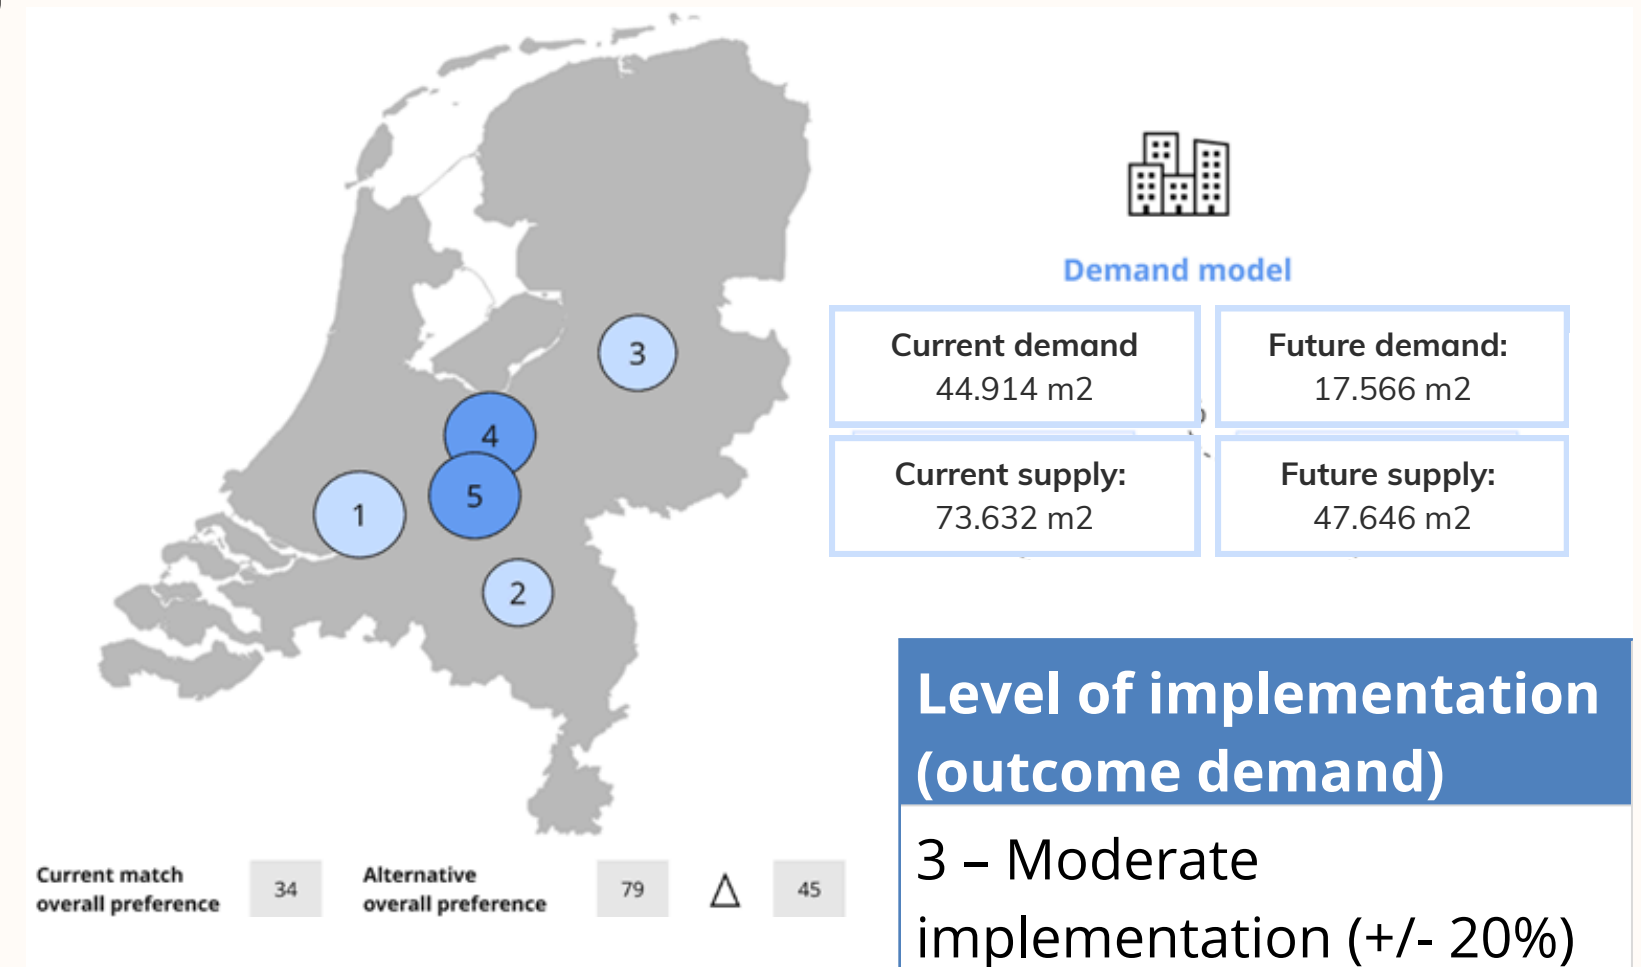 3
4
5
1
2
Current match
overall preference
34
Alternative
overall preference
79
△
45
Demand model
Current demand
44.914 m2
Future demand:
17.566 m2
Current supply:
73.632 m2
Future supply:
47.646 m2
Level of implementation
(outcome demand)
3 – Moderate
implementation (+/- 20%)